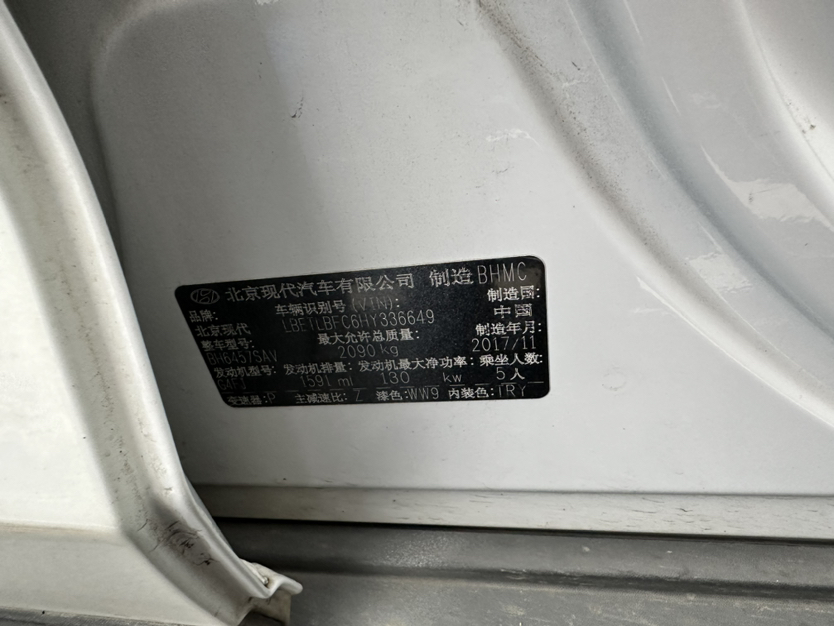 北京现代汽车有限公司 制造 BHMC
品牌: 车辆识别号(VIN): 制造国:
北京现代 LBETLBFC6HY336649 中国
整车型号: 最大允许总质量: 制造年月:
BH6457SAV 2090 kg 2017/11
发动机型号: 发动机排量: 发动机最大净功率: 乘坐人数:
G4FJ 1591 ml 130 kw 5人
变速器:P 主减速比: Z 漆色:WW9 内装色:TRY